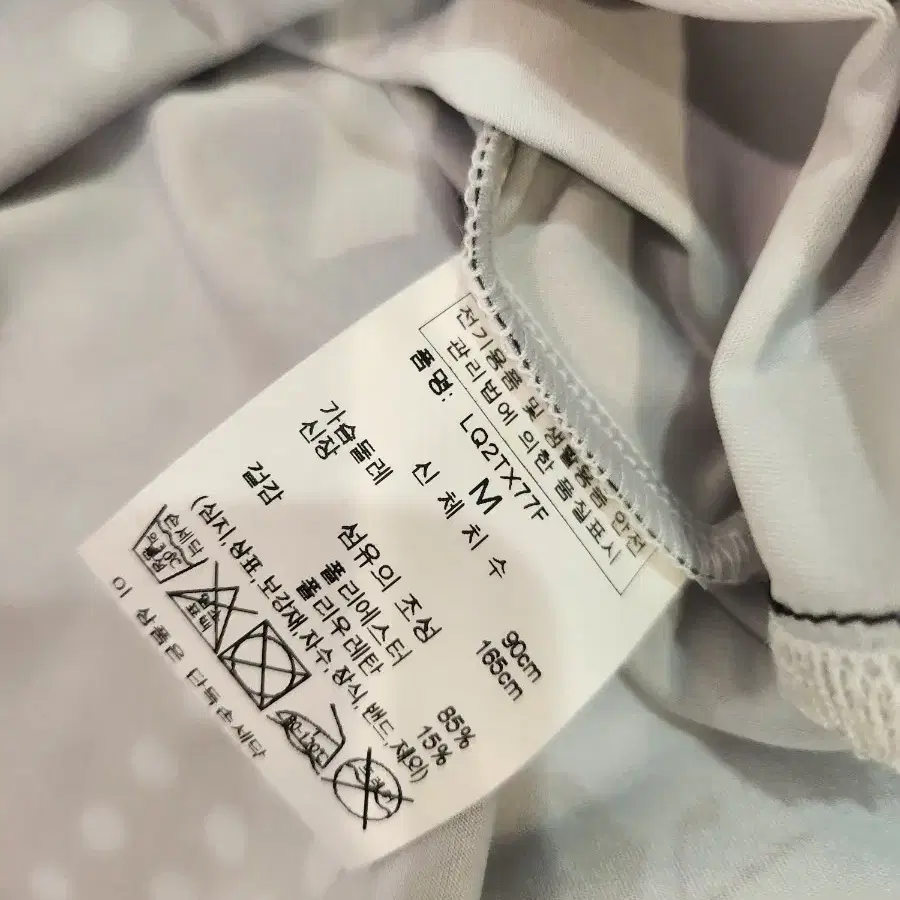 전기용품 및 생활용품 안전
관리법에 의한 품질표시
품명: LQ2TX77F
M
신 체 치 수
가슴둘레 90cm
신장 165cm
섬유의 조성
겉감 폴리에스터 85%
폴리우레탄 15%
(심지,상표,보강재,자수,장식,밴드,제외)
손세탁
이 상품은 단독손세탁